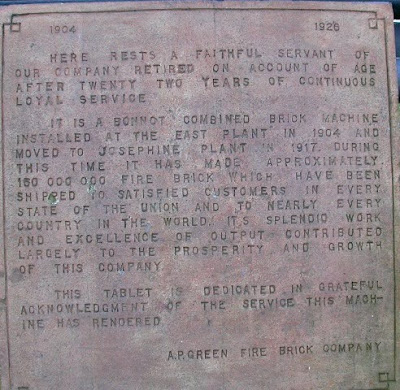 1904 1926
HERE RESTS A FAITHFUL SERVANT OF
OUR COMPANY RETIRED ON ACCOUNT OF AGE
AFTER TWENTY TWO YEARS OF CONTINUOUS
LOYAL SERVICE
IT IS A BONNOT COMBINED BRICK MACHINE
INSTALLED AT THE EAST PLANT IN 1904 AND
MOVED TO JOSEPHINE PLANT IN 1917. DURING
THIS TIME IT HAS MADE APPROXIMATELY
160 000 000 FIRE BRICK WHICH HAVE BEEN
SHIPPED TO SATISFIED CUSTOMERS IN EVERY
STATE OF THE UNION AND TO NEARLY EVERY
COUNTRY IN THE WORLD. IT'S SPLENDID WORK
AND EXCELLENCE OF OUTPUT CONTRIBUTED
LARGELY TO THE PROSPERITY AND GROWTH
OF THIS COMPANY
THIS TABLET IS DEDICATED IN GRATEFUL
ACKNOWLEDGMENT OF THE SERVICE THIS MACH-
INE HAS RENDERED
A.P. GREEN FIRE BRICK COMPANY